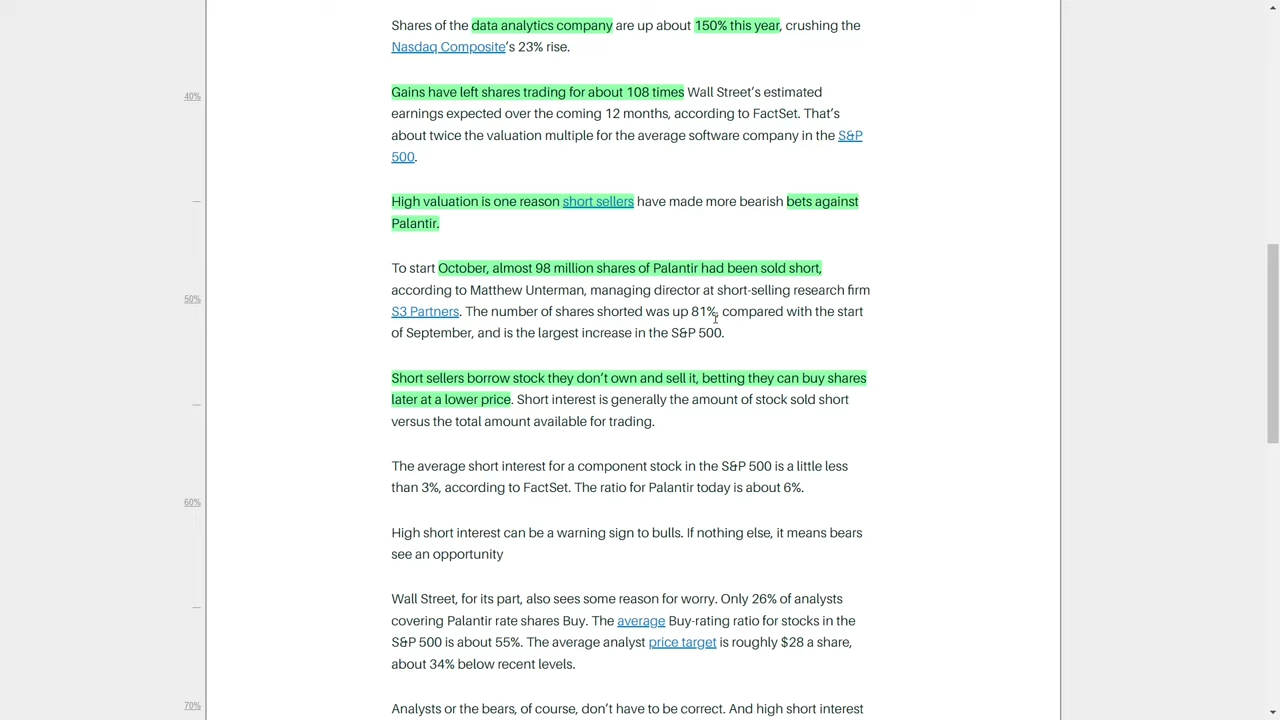 Shares of the data analytics company are up about 150% this year, crushing the
Nasdaq Composite’s 23% rise.
40%
Gains have left shares trading for about 108 times Wall Street’s estimated
earnings expected over the coming 12 months, according to FactSet. That’s
about twice the valuation multiple for the average software company in the S&P
500.
High valuation is one reason short sellers have made more bearish bets against
Palantir.
To start October, almost 98 million shares of Palantir had been sold short,
according to Matthew Unterman, managing director at short-selling research firm
50%
S3 Partners. The number of shares shorted was up 81%, compared with the start
of September, and is the largest increase in the S&P 500.
Short sellers borrow stock they don’t own and sell it, betting they can buy shares
later at a lower price. Short interest is generally the amount of stock sold short
versus the total amount available for trading.
The average short interest for a component stock in the S&P 500 is a little less
than 3%, according to FactSet. The ratio for Palantir today is about 6%.
60%
High short interest can be a warning sign to bulls. If nothing else, it means bears
see an opportunity
Wall Street, for its part, also sees some reason for worry. Only 26% of analysts
covering Palantir rate shares Buy. The average Buy-rating ratio for stocks in the
S&P 500 is about 55%. The average analyst price target is roughly $28 a share,
about 34% below recent levels.
70%
Analysts or the bears, of course, don’t have to be correct. And high short interest